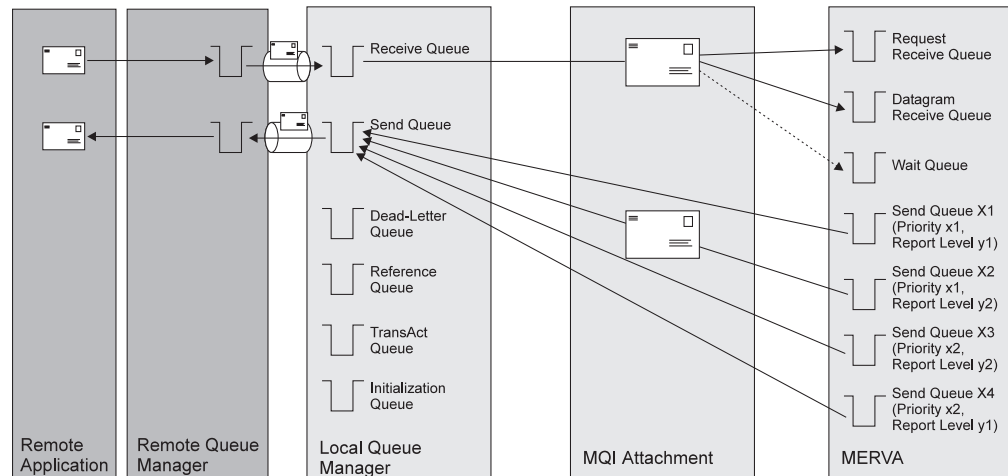 Receive Queue
Send Queue
Dead-Letter
Queue
Reference
Queue
TransAct
Queue
Initialization
Queue
Request
Receive Queue
Datagram
Receive Queue
Wait Queue
Send Queue X1
(Priority x1,
Report Level y1)
Send Queue X2
(Priority x1,
Report Level y2)
Send Queue X3
(Priority x2,
Report Level y2)
Send Queue X4
(Priority x2,
Report Level y1)
Remote
Application
Remote Queue
Manager
Local Queue
Manager
MQI Attachment
MERVA